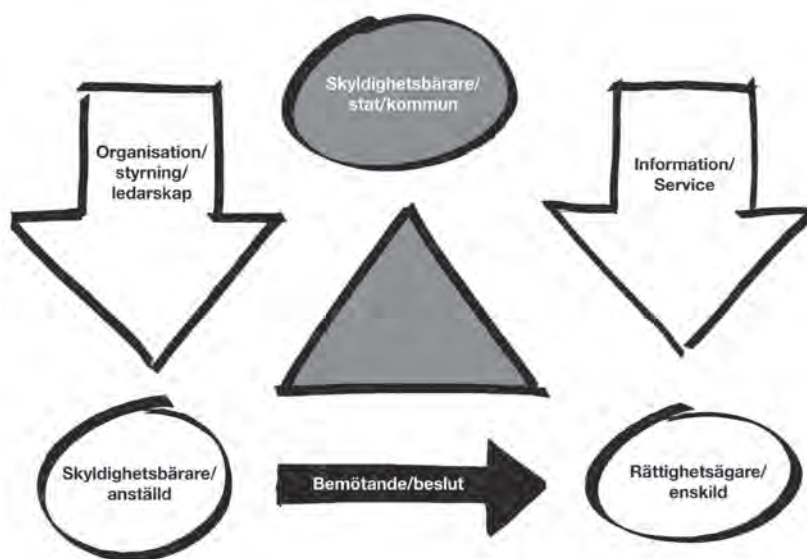 Skyldighetsbärare/
stat/kommun
Organisation/
styrning/
ledarskap
Information/
Service
Skyldighetsbärare/
anställd
Bemötande/beslut
Rättighetsägare/
enskild